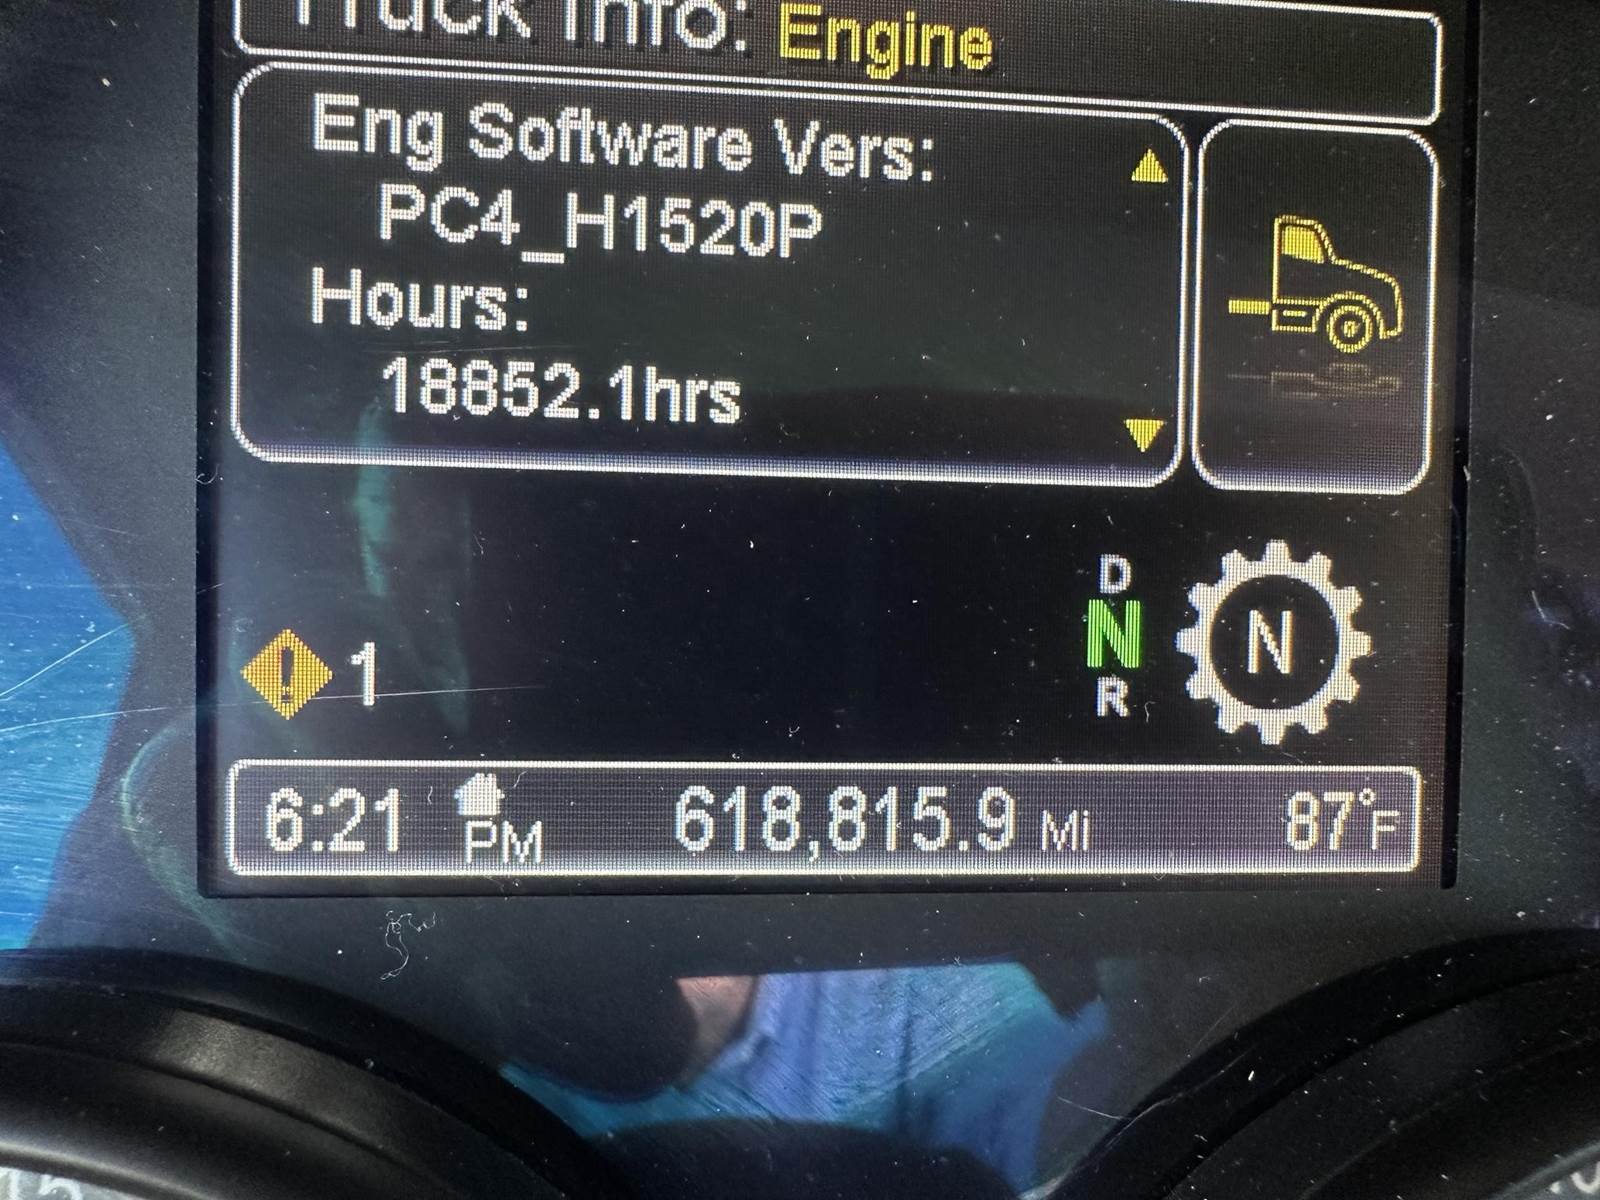 Truck Info: Engine
Eng Software Vers:
PC4_H1520P
Hours:
18852.1hrs
D
N
R
N
1
6:21 PM 618,815.9 Mi 87°F